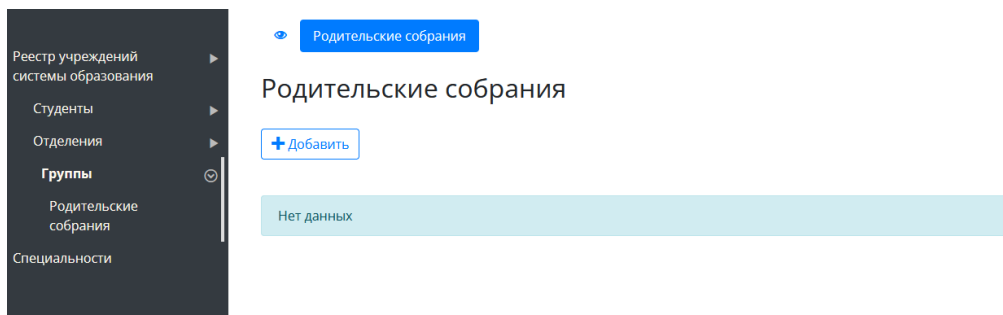 Реестр учреждений
системы образования
Студенты
Отделения
Группы
Родительские
собрания
Специальности
Родительские собрания
Родительские собрания
Добавить
Нет данных